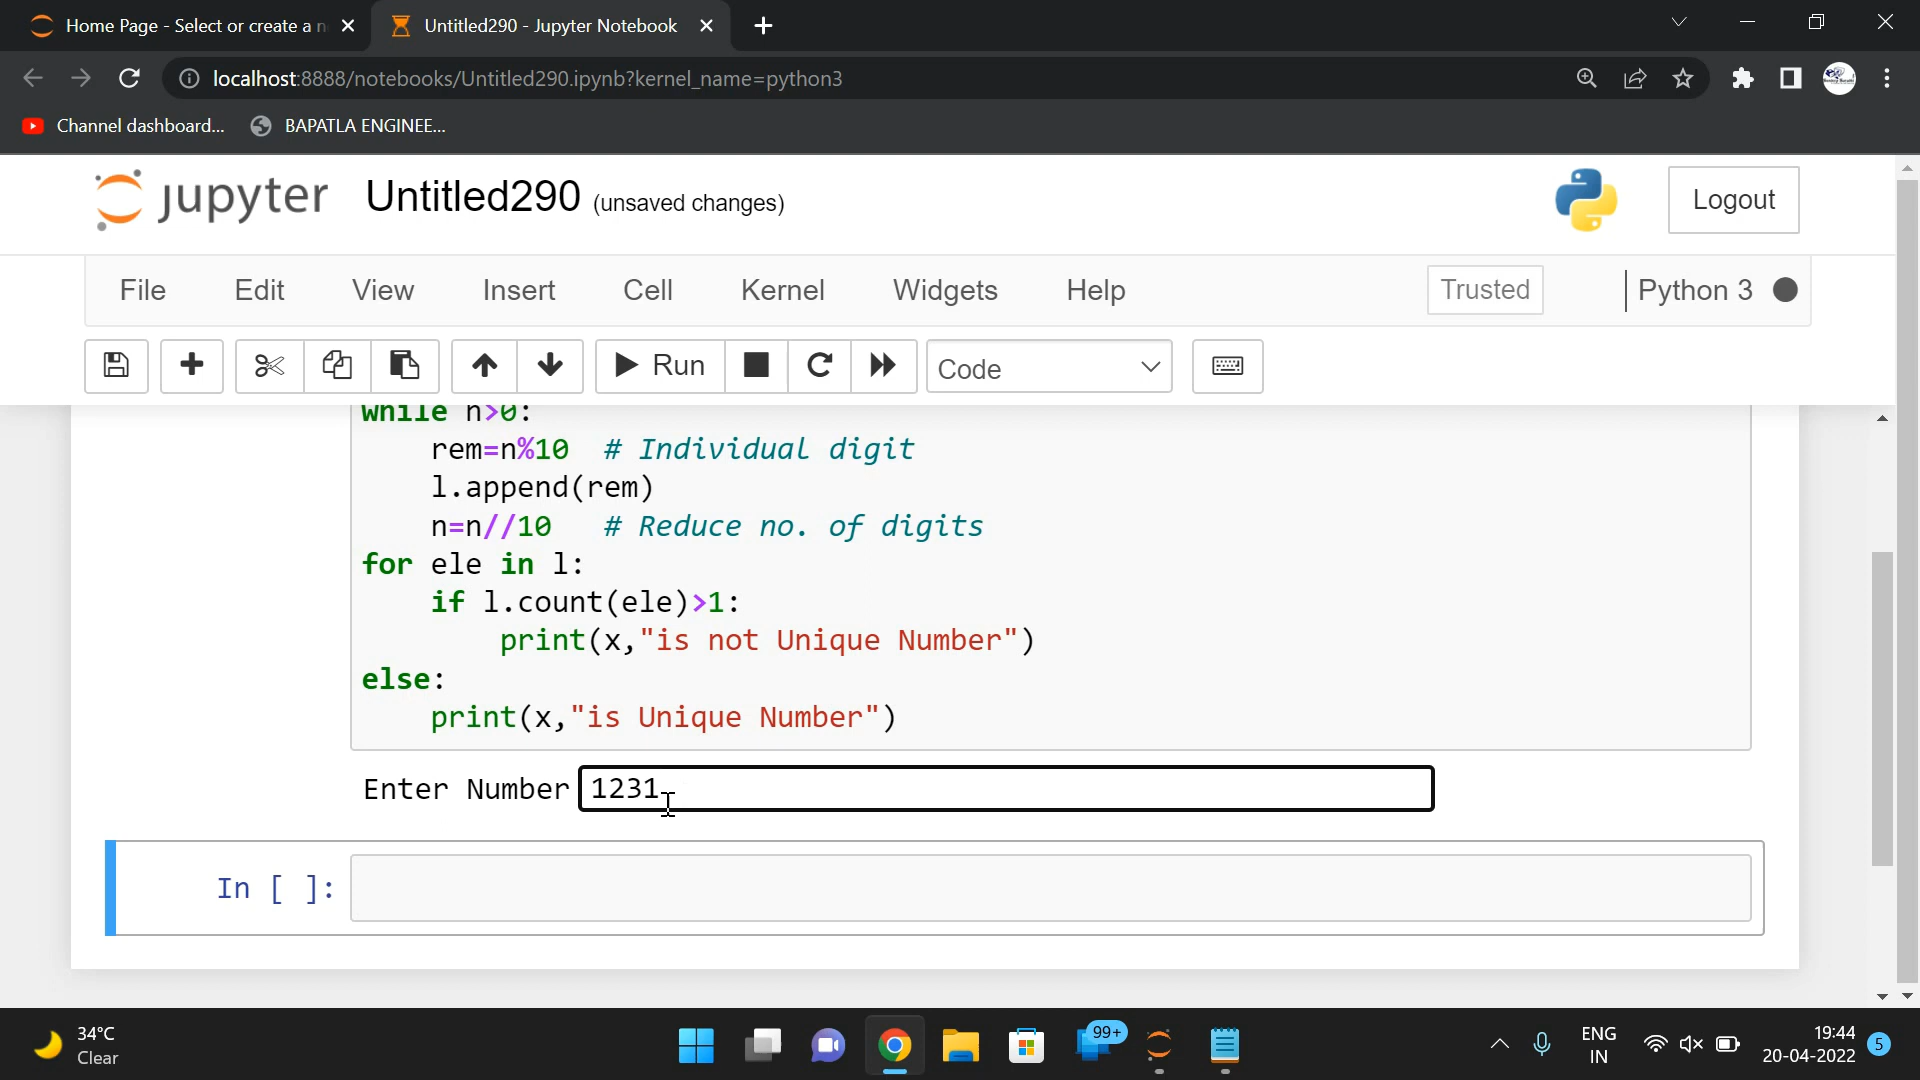 Home Page - Select or create a n
Untitled290 - Jupyter Notebook
localhost:8888/notebooks/Untitled290.ipynb?kernel_name=python3
Channel dashboard...
BAPATLA ENGINEE...
jupyter Untitled290 (unsaved changes)
Logout
File Edit View Insert Cell Kernel Widgets Help
Trusted
Python 3
Run
Code
while n>0:
    rem=n%10  # Individual digit
    l.append(rem)
    n=n//10   # Reduce no. of digits
for ele in l:
    if l.count(ele)>1:
        print(x,"is not Unique Number")
else:
    print(x,"is Unique Number")
Enter Number 1231
In [ ]:
34°C
Clear
99+
ENG
IN
19:44
20-04-2022
5